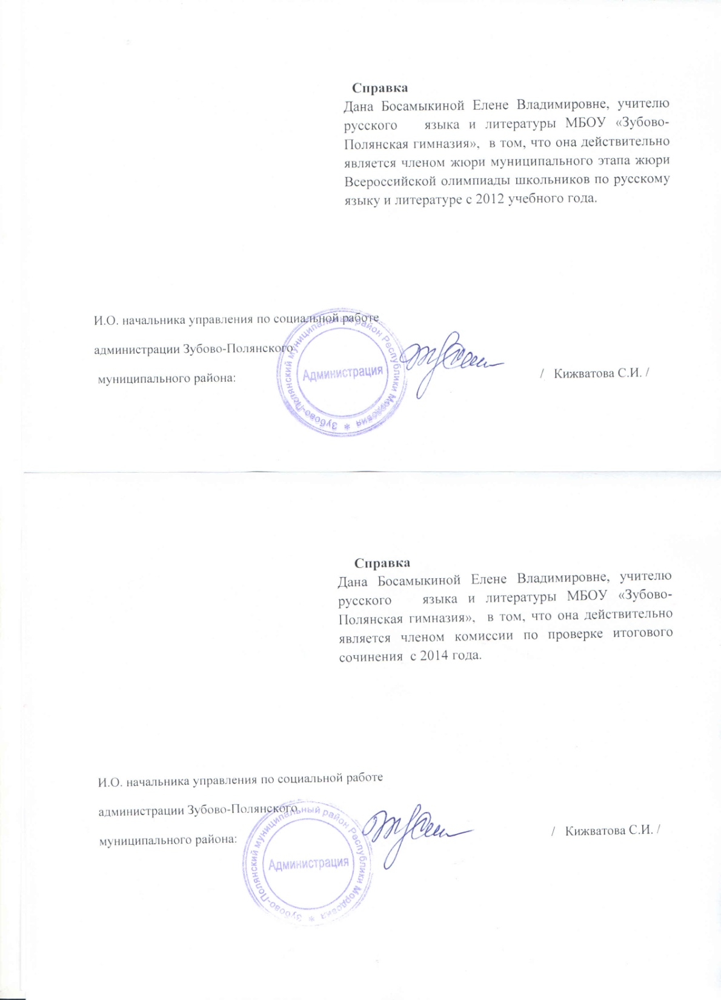 Справка
Дана Босамыкиной Елене Владимировне, учителю
русского языка и литературы МБОУ «Зубово-
Полянская гимназия», в том, что она действительно
является членом жюри муниципального этапа жюри
Всероссийской олимпиады школьников по русскому
языку и литературе с 2012 учебного года.
И.О. начальника управления по социальной работе
администрации Зубово-Полянского
муниципального района:
/ Кижватова С.И. /
Зубово-Полянский муниципальный район Республики Мордовия *
Администрация
Справка
Дана Босамыкиной Елене Владимировне, учителю
русского языка и литературы МБОУ «Зубово-
Полянская гимназия», в том, что она действительно
является членом комиссии по проверке итогового
сочинения с 2014 года.
И.О. начальника управления по социальной работе
администрации Зубово-Полянского
муниципального района:
/ Кижватова С.И. /
Зубово-Полянский муниципальный район Республики Мордовия *
Администрация